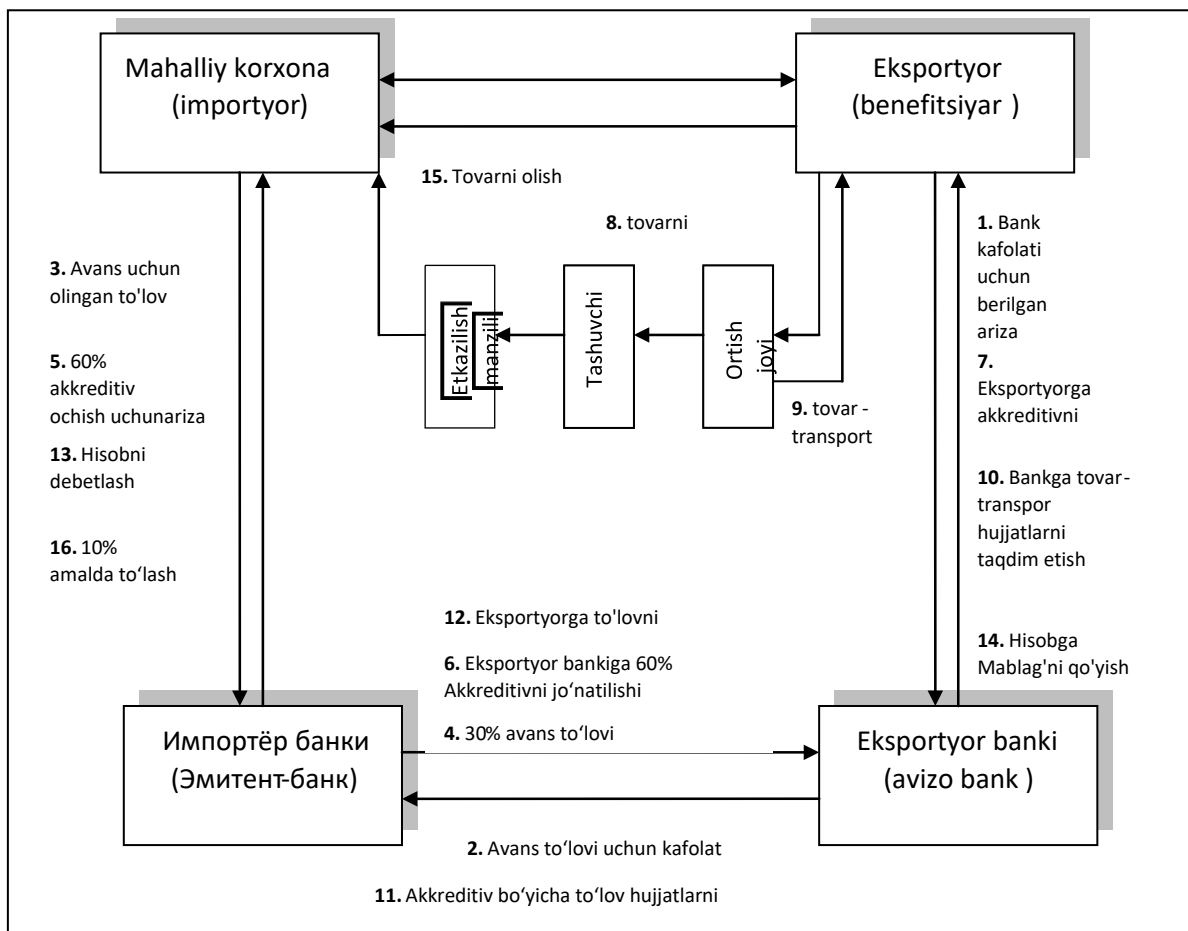 Mahalliy korxona
(importyor)
Eksportyor
(benefitsiyar )
15. Tovarni olish
8. tovarni
1. Bank
kafolati
uchun
berilgan
ariza
3. Avans uchun
olingan to'lov
Etkazilish
manzili
Tashuvchi
Ortish
joyi
5. 60%
akkreditiv
ochish uchunariza
7.
Eksportyorga
akkreditivni
9. tovar -
transport
13. Hisobni
debetlash
10. Bankga tovar-
transpor
hujjatlarni
taqdim etish
16. 10%
amalda to‘lash
12. Eksportyorga to'lovni
6. Eksportyor bankiga 60%
Akkreditivni jo‘natilishi
14. Hisobga
Mablag'ni qo'yish
4. 30% avans to‘lovi
Импортёр банки
(Эмитент-банк)
Eksportyor banki
(avizo bank )
2. Avans to‘lovi uchun kafolat
11. Akkreditiv bo‘yicha to‘lov hujjatlarni